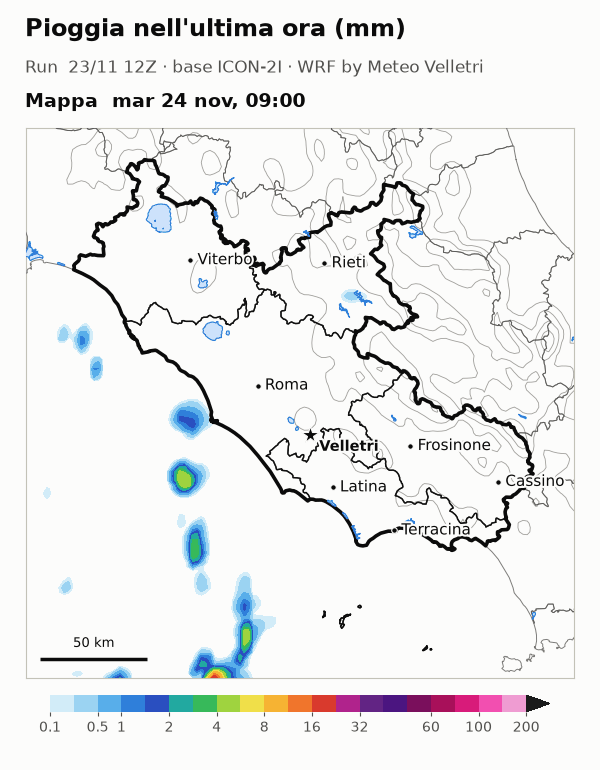 Pioggia nell'ultima ora (mm)
Run  23/11 12Z · base ICON-2I · WRF by Meteo Velletri
Mappa  mar 24 nov, 09:00
Viterbo
Rieti
Roma
Velletri
Frosinone
Latina
Cassino
Terracina
50 km
0.1 0.5 1 2 4 8 16 32 60 100 200